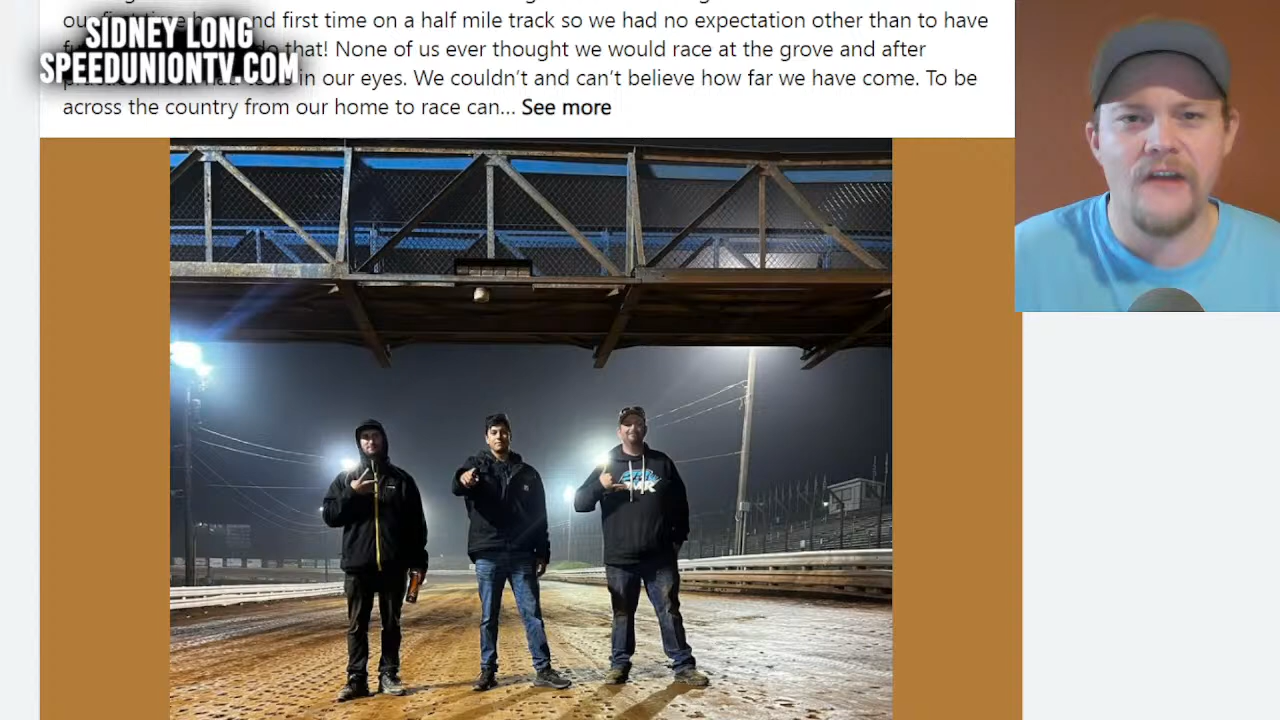 SIDNEY LONG
SPEEDUNIONTV.COM
and first time on a half mile track so we had no expectation other than to have
that! None of us ever thought we would race at the grove and after
in our eyes. We couldn't and can't believe how far we have come. To be
across the country from our home to race can... See more